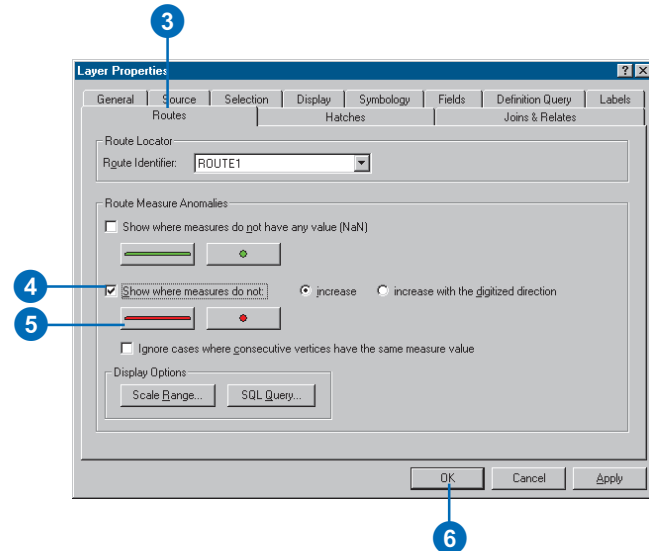 3
Layer Properties
General Source Selection Display Symbology Fields Definition Query Labels
Routes Hatches Joins & Relates
Route Locator
Route Identifier: ROUTE1
Route Measure Anomalies
Show where measures do not have any value (NaN)
4
Show where measures do not: increase increase with the digitized direction
5
Ignore cases where consecutive vertices have the same measure value
Display Options
Scale Range... SQL Query...
OK Cancel Apply
6